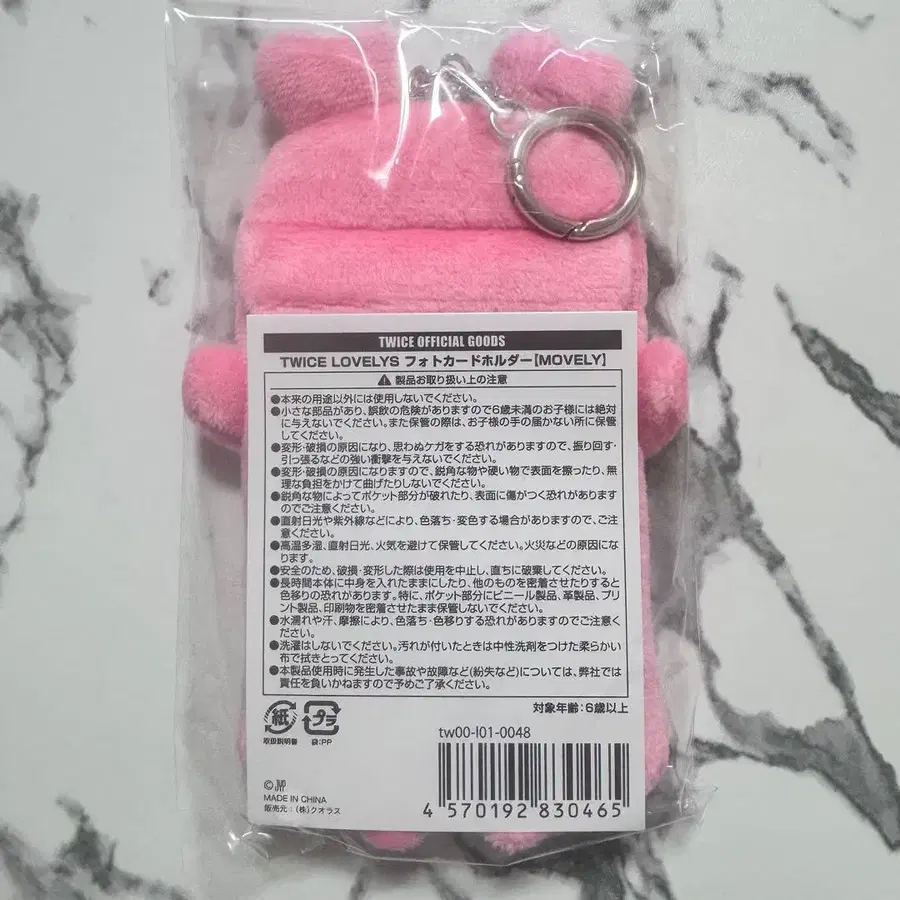 TWICE OFFICIAL GOODS
TWICE LOVELYS フォトカードホルダー[MOVELY]
⚠ 製品お取り扱い上の注意
●本来の用途以外には使用しないでください。
●小さな部品があり、誤飲の危険がありますので6歳未満のお子様には絶対
に与えないでください。また保管の際は、お子様の手の届かない所に保管
してください。
●変形・破損の原因になり、思わぬケガをする恐れがありますので、振り回す・
引っ張るなどの強い衝撃を与えないでください。
●変形・破損の原因になりますので、鋭角な物や硬い物で表面を擦ったり、無
理な負担をかけて曲げたりしないでください。
●鋭角な物によってポケット部分が破れたり、表面に傷がつく恐れがあります
のでご注意ください。
●直射日光や紫外線などにより、色落ち・変色する場合がありますので、ご注
意ください。
●高温多湿、直射日光、火気を避けて保管してください。火災などの原因にな
ります。
●安全のため、破損・変形した際は使用を中止し、直ちに破棄してください。
●長時間本体に中身を入れたままにしたり、他のものを密着させたりすると
色移りの恐れがあります。特に、ポケット部分にビニール製品、革製品、プリ
ント製品、印刷物を密着させたまま保管しないでください。
●水濡れや汗、摩擦により、色落ち・色移りする恐れがありますのでご注意く
ださい。
●洗濯はしないでください。汚れが付いたときは中性洗剤をつけた柔らかい
布で拭きとってください。
●本製品使用時に発生した事故や故障など(紛失など)については、弊社では
責任を負いかねますので予めご了承ください。
対象年齢:6歳以上
紙
プラ
取扱説明書
袋:PP
tw00-l01-0048
© JYP
MADE IN CHINA
販売元:(株)クオラス
4 570192 830465